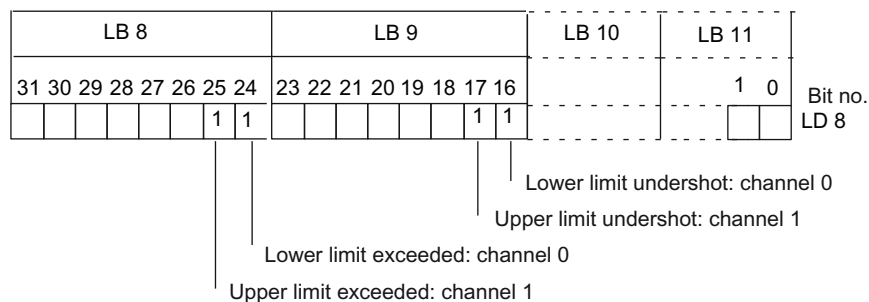 LB 8 LB 9 LB 10 LB 11
31 30 29 28 27 26 25 24 23 22 21 20 19 18 17 16 1 0 Bit no.
1 1 1 1 LD 8
Lower limit undershot: channel 0
Upper limit undershot: channel 1
Lower limit exceeded: channel 0
Upper limit exceeded: channel 1